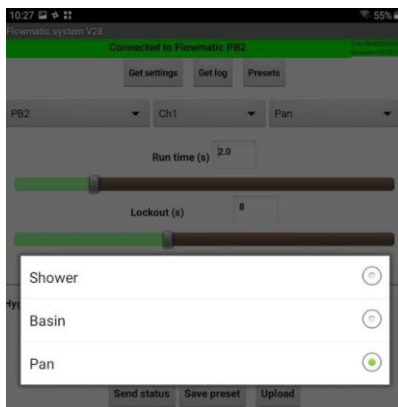 10:27 55%
Flowmatic system V28
Connected to Flowmatic PB2
Get settings Get log Presets
PB2 Ch1 Pan
Run time (s) 2.0
Lockout (s) 8
Shower
Basin
Pan
Send status Save preset Upload